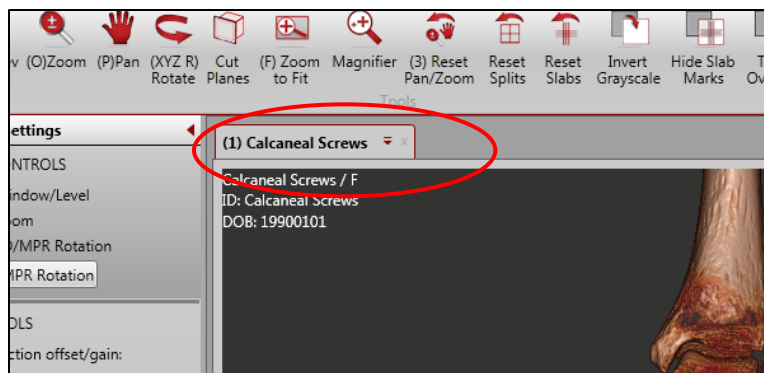 v (O)Zoom (P)Pan (XYZ R) Cut (F) Zoom Magnifier (3) Reset Reset Reset Invert Hide Slab T
Rotate Planes to Fit Pan/Zoom Splits Slabs Grayscale Marks Ov
Tools
ettings
(1) Calcaneal Screws x
NTROLS
Calcaneal Screws / F
indow/Level
ID: Calcaneal Screws
oom
DOB: 19900101
/MPR Rotation
MPR Rotation
OLS
ction offset/gain: